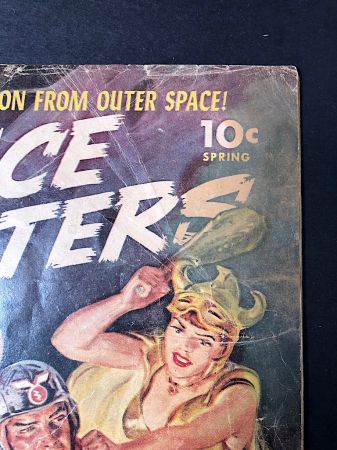 ON FROM OUTER SPACE!
10c
SPRING
CE
TERS